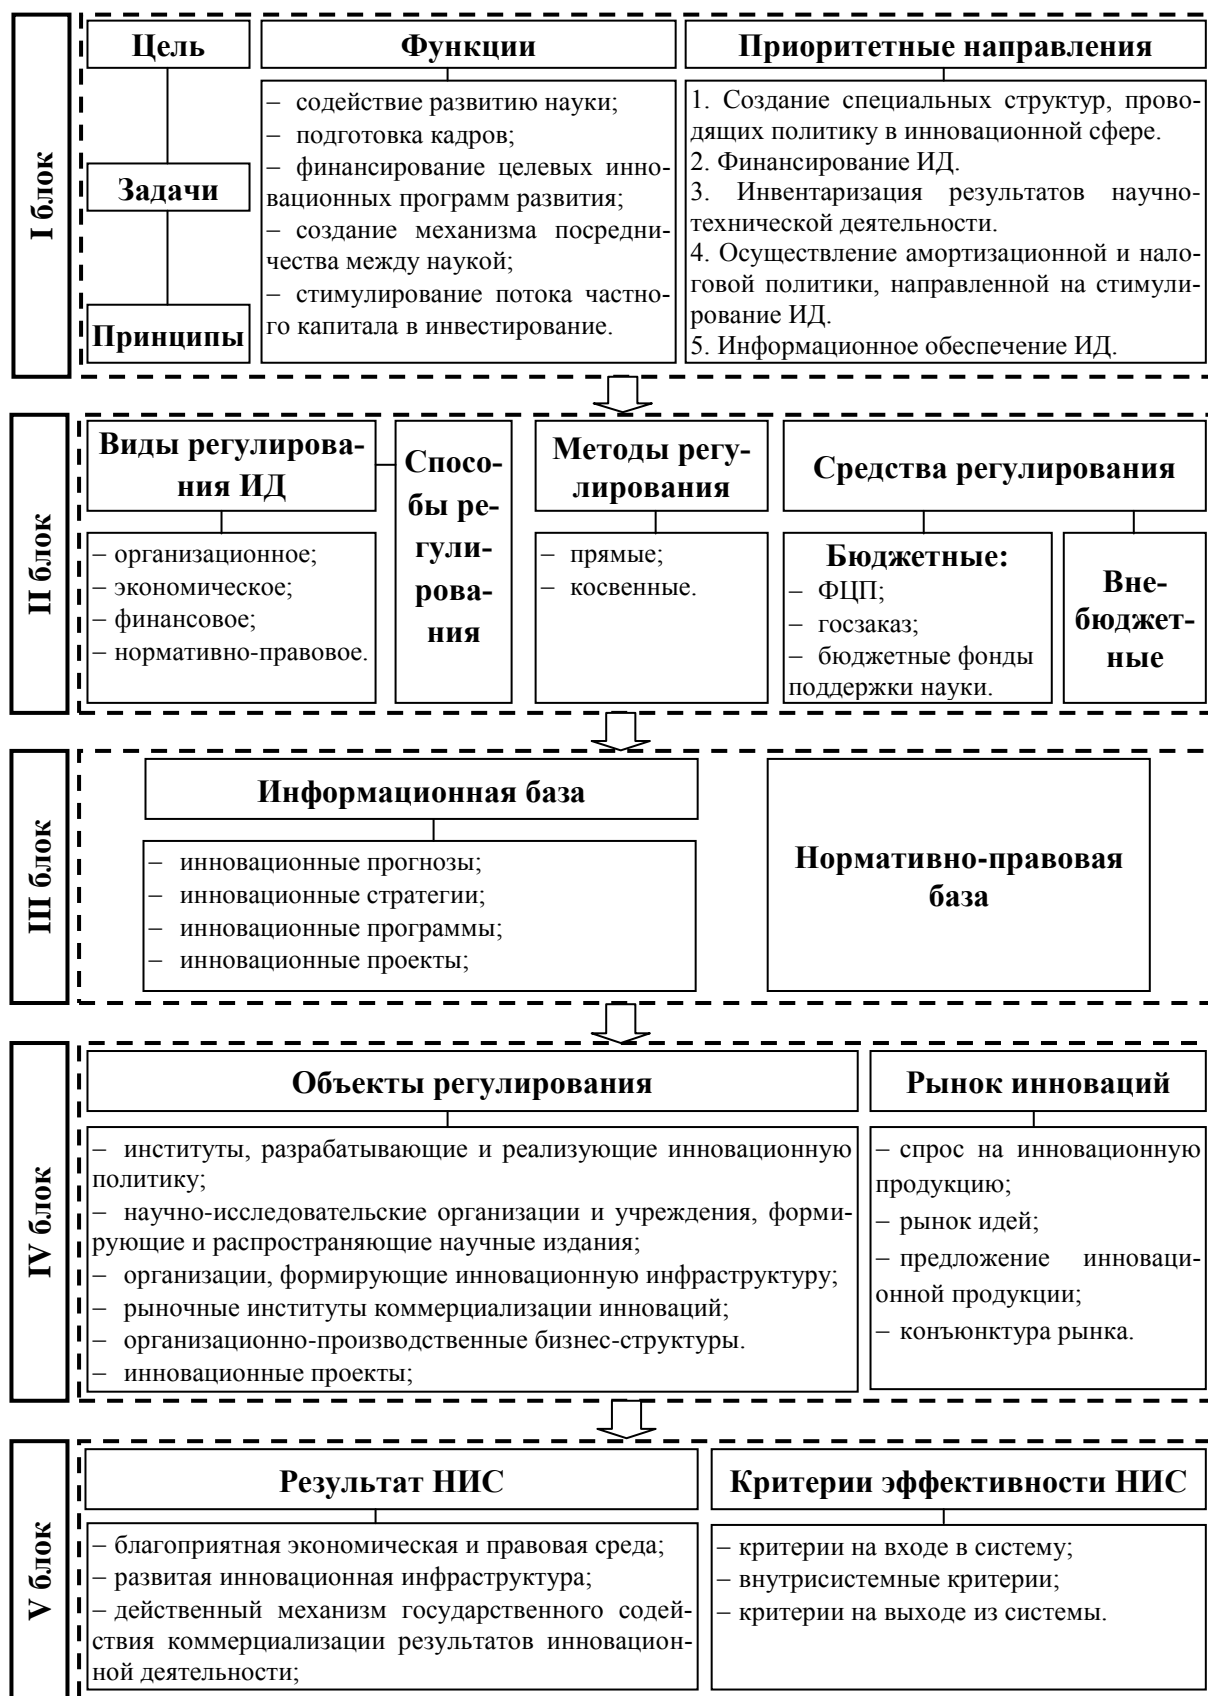 I блок
Цель
Задачи
Принципы
Функции
– содействие развитию науки;
– подготовка кадров;
– финансирование целевых инно-
вационных программ развития;
– создание механизма посредни-
чества между наукой;
– стимулирование потока частно-
го капитала в инвестирование.
Приоритетные направления
1. Создание специальных структур, прово-
дящих политику в инновационной сфере.
2. Финансирование ИД.
3. Инвентаризация результатов научно-
технической деятельности.
4. Осуществление амортизационной и нало-
говой политики, направленной на стимули-
рование ИД.
5. Информационное обеспечение ИД.
II блок
Виды регулирова-
ния ИД
– организационное;
– экономическое;
– финансовое;
– нормативно-правовое.
Спосо-
бы ре-
гули-
рова-
ния
Методы регу-
лирования
– прямые;
– косвенные.
Средства регулирования
Бюджетные:
– ФЦП;
– госзаказ;
– бюджетные фонды
поддержки науки.
Вне-
бюджет-
ные
III блок
Информационная база
– инновационные прогнозы;
– инновационные стратегии;
– инновационные программы;
– инновационные проекты;
Нормативно-правовая
база
IV блок
Объекты регулирования
– институты, разрабатывающие и реализующие инновационную
политику;
– научно-исследовательские организации и учреждения, форми-
рующие и распространяющие научные издания;
– организации, формирующие инновационную инфраструктуру;
– рыночные институты коммерциализации инноваций;
– организационно-производственные бизнес-структуры.
– инновационные проекты;
Рынок инноваций
– спрос на инновационную
продукцию;
– рынок идей;
– предложение инноваци-
онной продукции;
– конъюнктура рынка.
V блок
Результат НИС
– благоприятная экономическая и правовая среда;
– развитая инновационная инфраструктура;
– действенный механизм государственного содей-
ствия коммерциализации результатов инновацион-
ной деятельности;
Критерии эффективности НИС
– критерии на входе в систему;
– внутрисистемные критерии;
– критерии на выходе из системы.